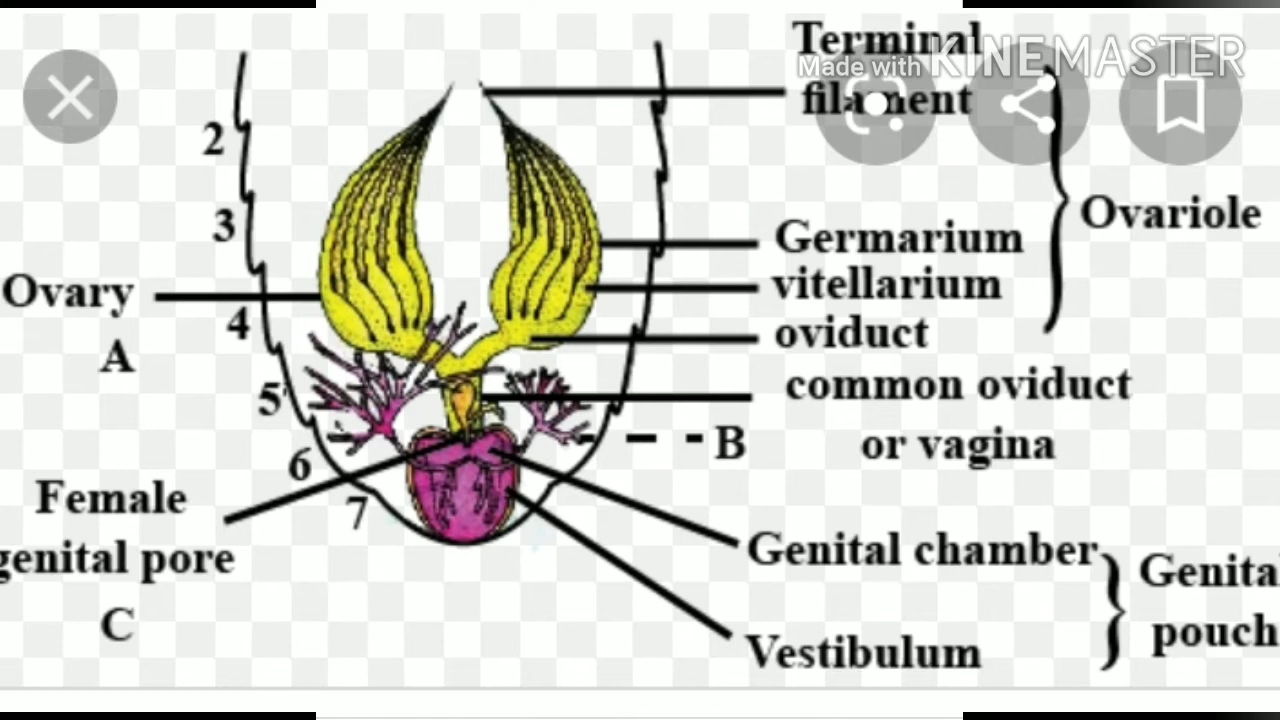 Terminal
Made with KINEMASTER
filament
2
Ovariole
3
Germarium
vitellarium
Ovary
4
oviduct
A
common oviduct
5
B
or vagina
6
Female
7
genital pore
Genital chamber
Genital
pouch
C
Vestibulum